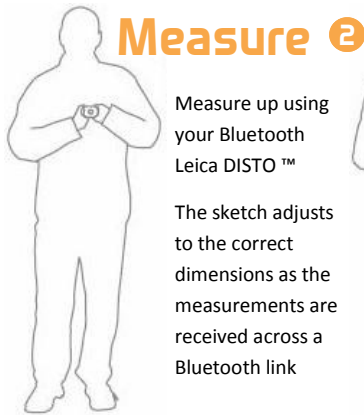 Measure 2
Measure up using
your Bluetooth
Leica DISTO ™
The sketch adjusts
to the correct
dimensions as the
measurements are
received across a
Bluetooth link